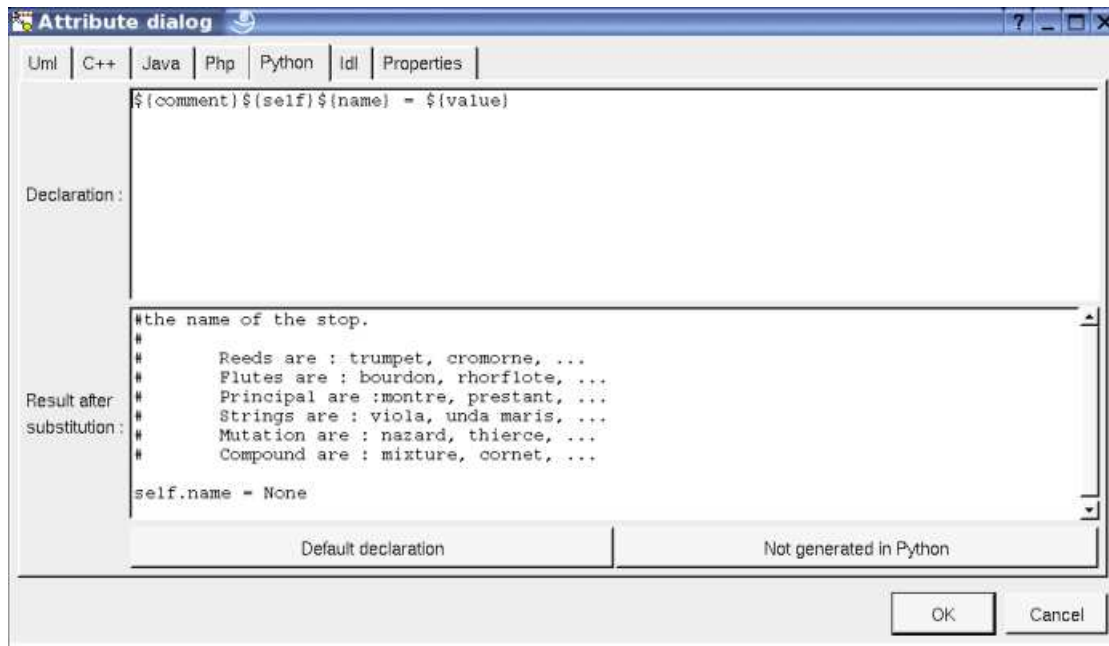 Attribute dialog
Uml C++ Java Php Python Idl Properties
Declaration :
${comment}${self}${name} = ${value}
Result after
substitution :
#the name of the stop.
#
#       Reeds are : trumpet, cromorne, ...
#       Flutes are : bourdon, rhorflote, ...
#       Principal are :montre, prestant, ...
#       Strings are : viola, unda maris, ...
#       Mutation are : nazard, thierce, ...
#       Compound are : mixture, cornet, ...
self.name = None
Default declaration Not generated in Python
OK Cancel